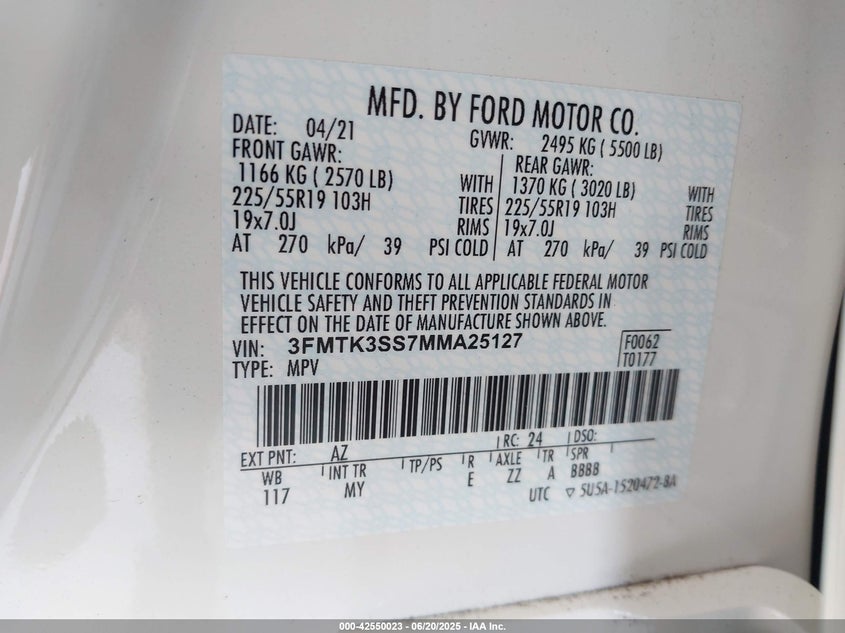 MFD. BY FORD MOTOR CO.
DATE: 04/21
GVWR: 2495 KG ( 5500 LB)
FRONT GAWR:
1166 KG ( 2570 LB) WITH
225/55R19 103H TIRES
19x7.0J RIMS
AT 270 kPa/ 39 PSI COLD
REAR GAWR:
1370 KG ( 3020 LB) WITH
225/55R19 103H TIRES
19x7.0J RIMS
AT 270 kPa/ 39 PSI COLD
THIS VEHICLE CONFORMS TO ALL APPLICABLE FEDERAL MOTOR
VEHICLE SAFETY AND THEFT PREVENTION STANDARDS IN
EFFECT ON THE DATE OF MANUFACTURE SHOWN ABOVE.
VIN: 3FMTK3SS7MMA25127
F0062
TYPE: MPV
T0177
EXT PNT: AZ RC: 24 DSO:
WB INT TR TP/PS R AXLE TR SPR
117 MY E ZZ A BBBB
UTC ▽ 5U5A-1520472-BA
000-42550023 - 06/20/2025 - IAA Inc.